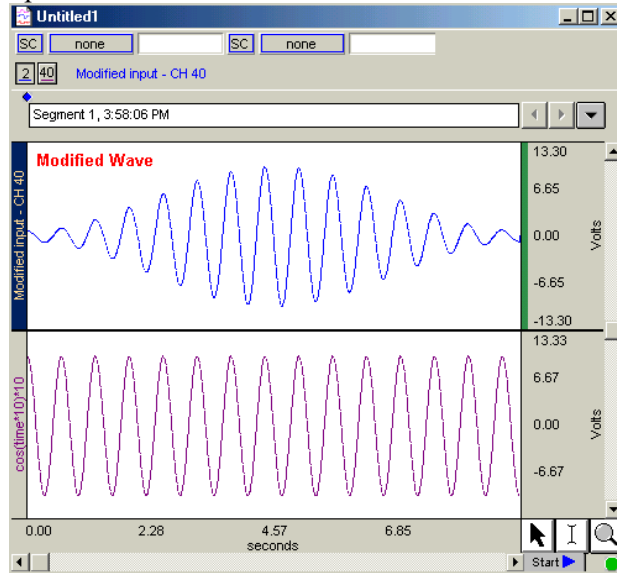 Untitled1
SC none SC none
2 40 Modified input - CH 40
Segment 1, 3:58:06 PM
Modified Wave
Modified input - CH 40
13.30
6.65
0.00
-6.65
-13.30
Volts
cos(time*10)*10
13.33
6.67
0.00
-6.67
Volts
0.00 2.28 4.57 6.85
seconds
Start